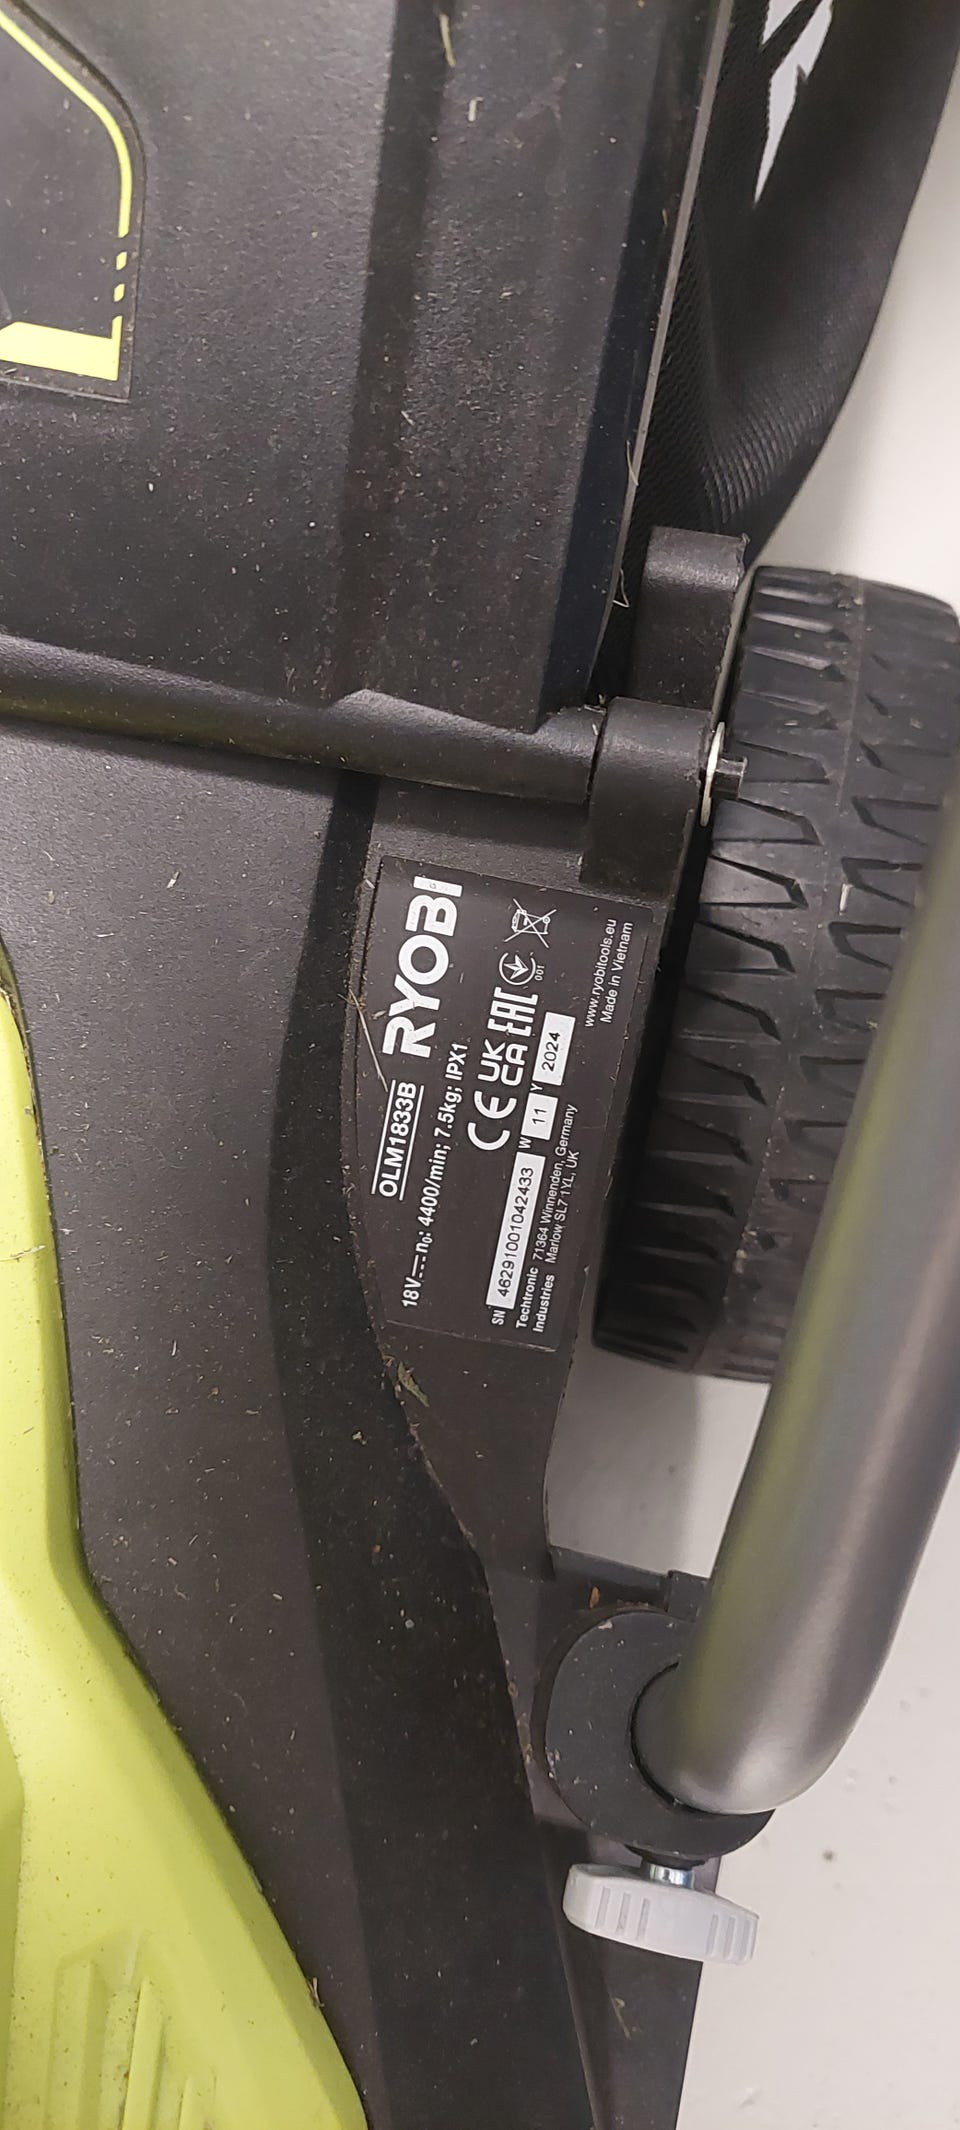 RYOBI
OLM1833B
18V n₀: 4400/min; 7.5kg; IPX1
CE UK CA EAC 001
SN 46291001042433 W 11 Y 2024
Techtronic Industries
71364 Winnenden, Germany
Marlow SL7 1YL, UK
www.ryobitools.eu
Made in Vietnam